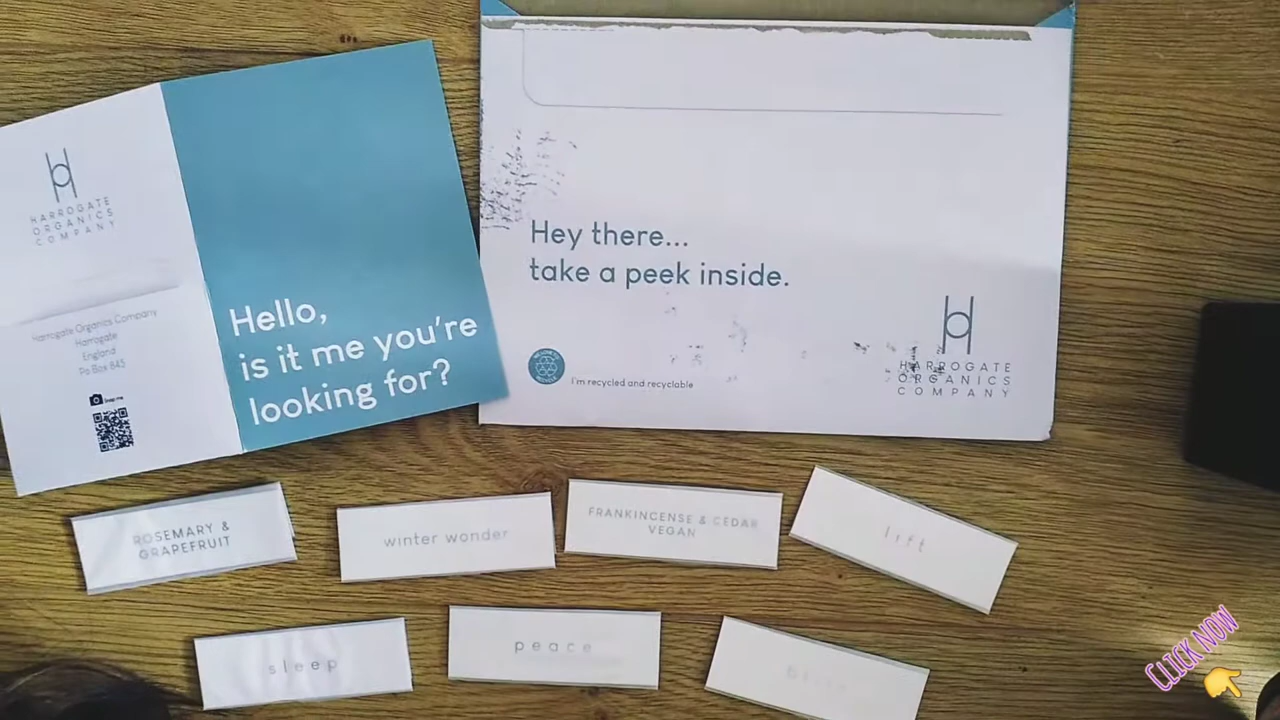 HARROGATE
ORGANICS
COMPANY
Harrogate Organics Company
Harrogate
England
Po Box 845
Snap me
Hello,
is it me you're
looking for?
Hey there...
take a peek inside.
I'm recycled and recyclable
HARROGATE
ORGANICS
COMPANY
ROSEMARY &
GRAPEFRUIT
winter wonder
FRANKINCENSE & CEDAR
VEGAN
lift
sleep
peace
CLICK NOW